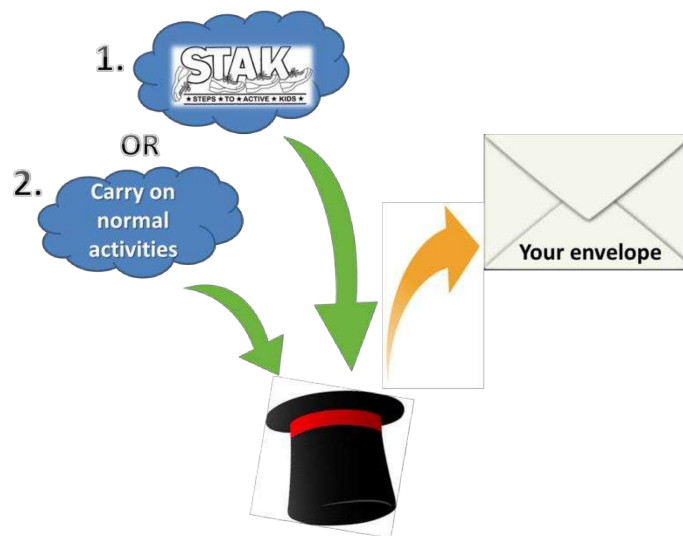 1.
STAK
★ STEPS ★ TO ★ ACTIVE ★ KIDS ★
OR
2.
Carry on
normal
activities
Your envelope